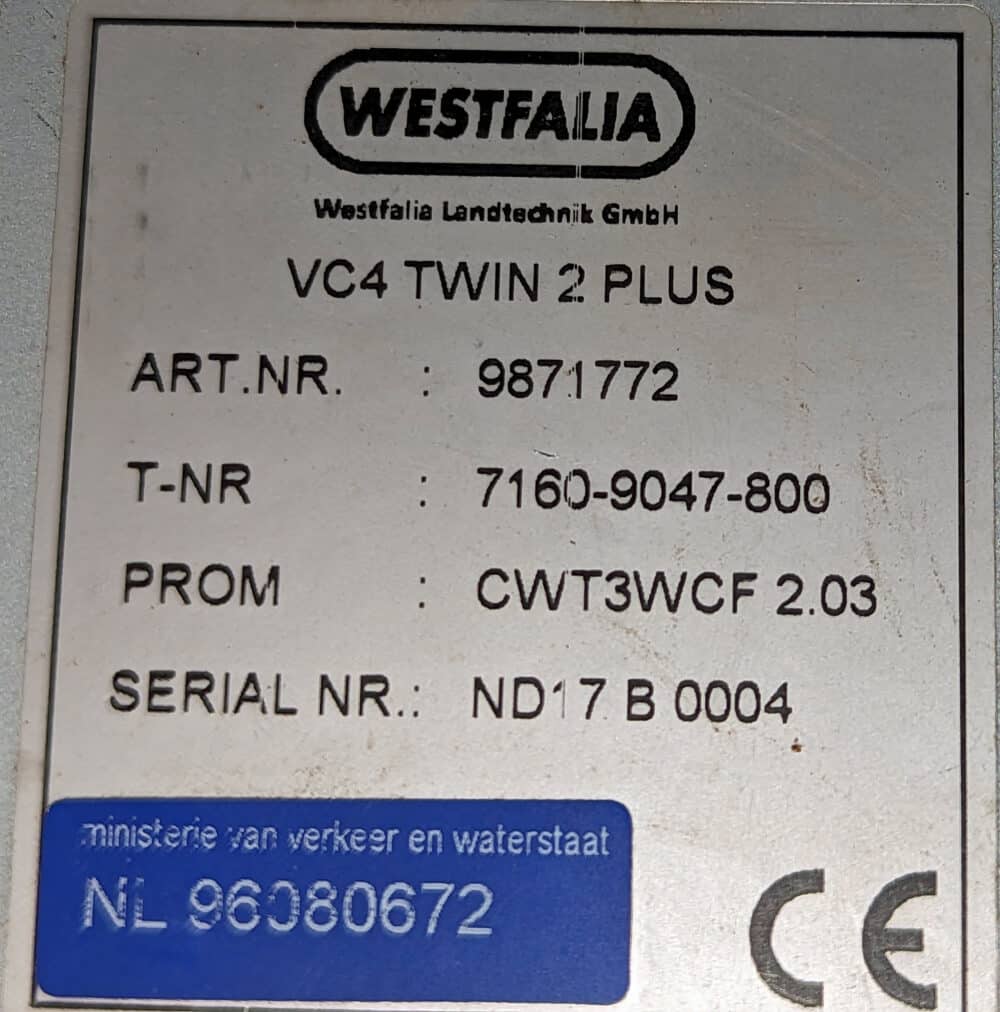 WESTFALIA
Westfalia Landtechnik GmbH
VC4 TWIN 2 PLUS
ART.NR. : 9871772
T-NR : 7160-9047-800
PROM : CWT3WCF 2.03
SERIAL NR.: ND17 B 0004
ministerie van verkeer en waterstaat
NL 96080672
CE